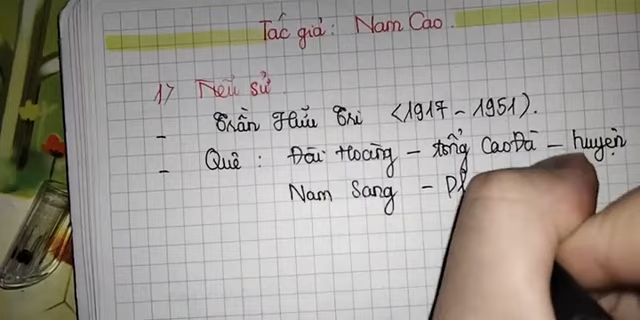 Tác giả: Nam Cao.
1) Tiểu sử
- Trần Hữu Tri <1917 - 1951).
- Quê: Đại Hoàng - tổng Cao Đà - huyện
Nam Sang -